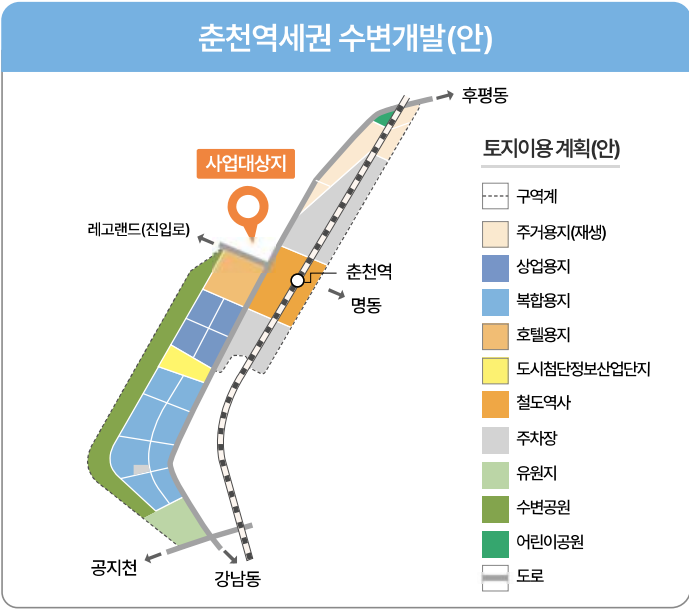 춘천역세권 수변개발(안)
후평동
사업대상지
레고랜드(진입로)
춘천역
명동
공지천
강남동
토지이용 계획(안)
구역계
주거용지(재생)
상업용지
복합용지
호텔용지
도시첨단정보산업단지
철도역사
주차장
유원지
수변공원
어린이공원
도로